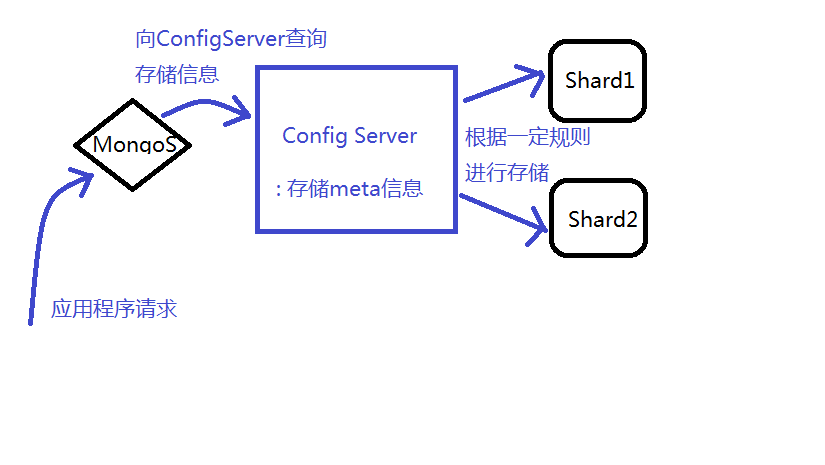 向ConfigServer查询
存储信息
MongoS
Config Server
: 存储meta信息
Shard1
根据一定规则
进行存储
Shard2
应用程序请求